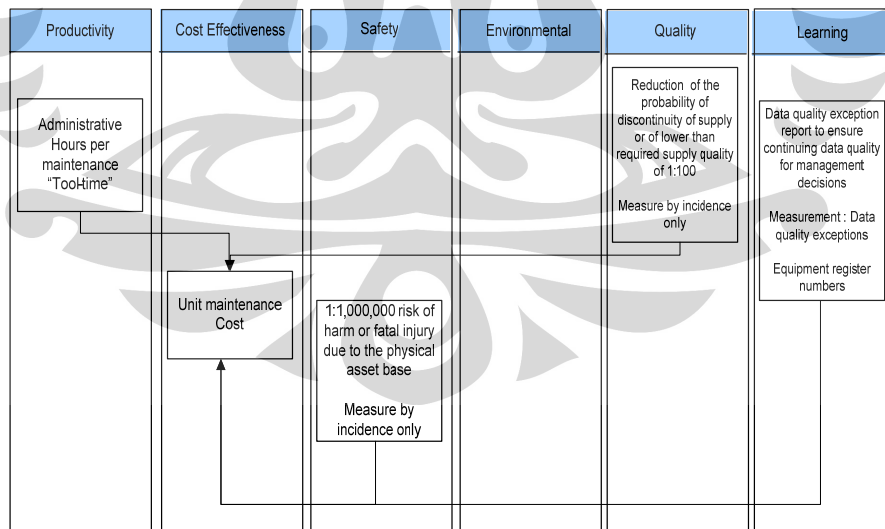 Productivity
Cost Effectiveness
Safety
Environmental
Quality
Learning
Administrative
Hours per
maintenance
“Tool-time”
Unit maintenance
Cost
1:1,000,000 risk of
harm or fatal injury
due to the physical
asset base
Measure by
incidence only
Reduction of the
probability of
discontinuity of supply
or of lower than
required supply quality
of 1:100
Measure by incidence
only
Data quality exception
report to ensure
continuing data quality
for management
decisions
Measurement : Data
quality exceptions
Equipment register
numbers